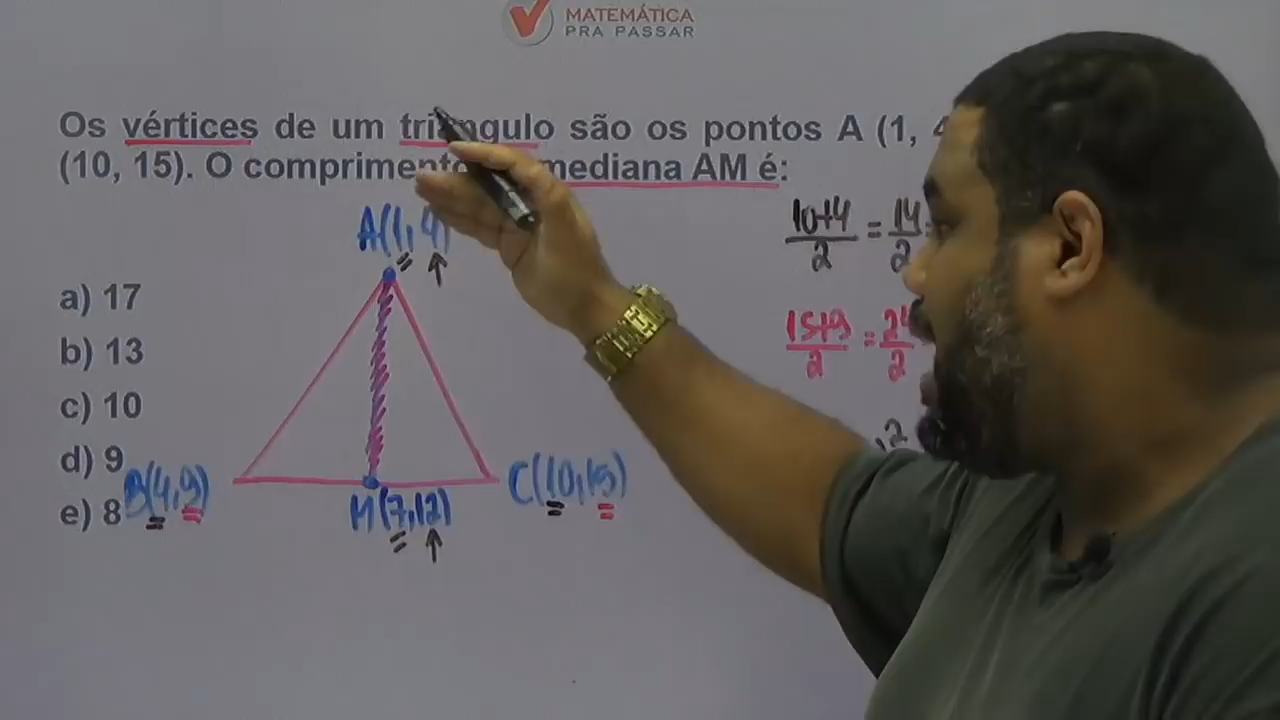 MATEMÁTICA
PRA PASSAR
Os vértices de um triângulo são os pontos A (1, 4
(10, 15). O comprimento mediana AM é:
A(1, 4)
10+4/2 = 14/2 =
a) 17
15+9/2 = 24/2
b) 13
c) 10
d) 9
B(4,9)
C(10,15)
e) 8
M(7,12)